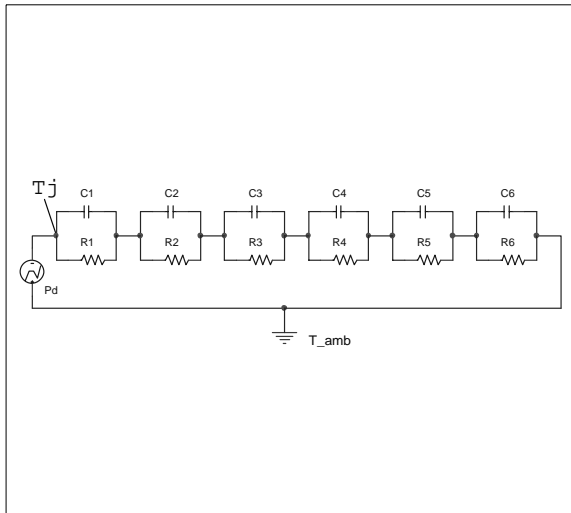 C1 C2 C3 C4 C5 C6
Tj
R1 R2 R3 R4 R5 R6
Pd
T_amb